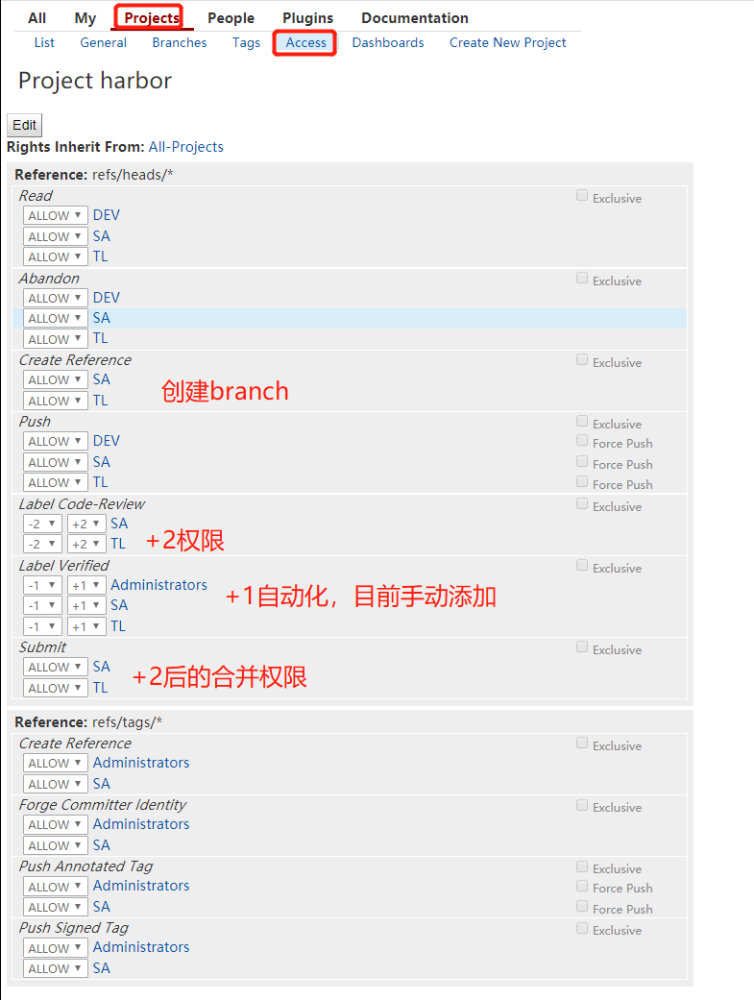 All My Projects People Plugins Documentation
List General Branches Tags Access Dashboards Create New Project
Project harbor
Edit
Rights Inherit From: All-Projects
Reference: refs/heads/*
Read Exclusive
ALLOW ▼ DEV
ALLOW ▼ SA
ALLOW ▼ TL
Abandon Exclusive
ALLOW ▼ DEV
ALLOW ▼ SA
ALLOW ▼ TL
Create Reference Exclusive
ALLOW ▼ SA
创建branch
ALLOW ▼ TL
Push Exclusive
ALLOW ▼ DEV Force Push
ALLOW ▼ SA Force Push
ALLOW ▼ TL Force Push
Label Code-Review Exclusive
-2 ▼ +2 ▼ SA
-2 ▼ +2 ▼ TL +2权限
Label Verified Exclusive
-1 ▼ +1 ▼ Administrators
+1自动化，目前手动添加
-1 ▼ +1 ▼ SA
-1 ▼ +1 ▼ TL
Submit Exclusive
ALLOW ▼ SA
+2后的合并权限
ALLOW ▼ TL
Reference: refs/tags/*
Create Reference Exclusive
ALLOW ▼ Administrators
ALLOW ▼ SA
Forge Committer Identity Exclusive
ALLOW ▼ Administrators
ALLOW ▼ SA
Push Annotated Tag Exclusive
ALLOW ▼ Administrators Force Push
ALLOW ▼ SA Force Push
Push Signed Tag Exclusive
ALLOW ▼ Administrators
ALLOW ▼ SA